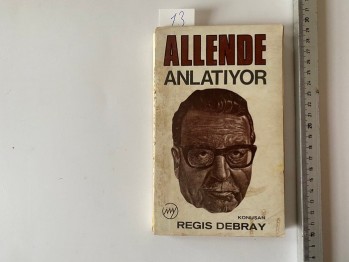 13
ALLENDE
ANLATIYOR
KONUŞAN
REGIS DEBRAY